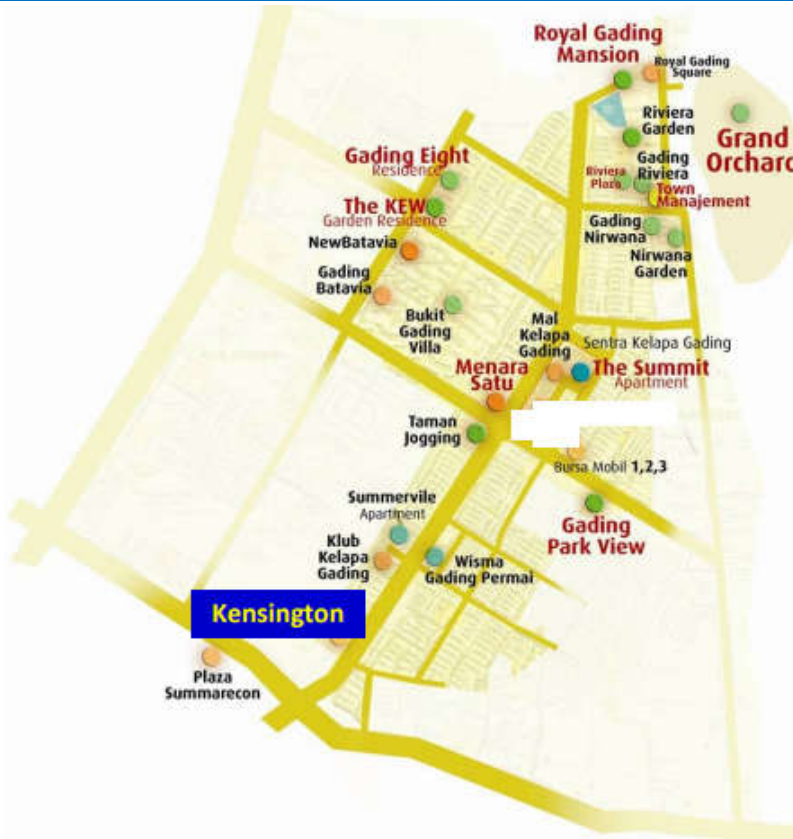 Royal Gading
Mansion
Royal Gading
Square
Riviera
Garden
Grand
Orchard
Gading
Riviera
Riviera
Plaza
Town
Manajement
Gading Eight
Residence
The KEW
Garden Residence
Gading
Nirwana
Nirwana
Garden
NewBatavia
Gading
Batavia
Bukit
Gading
Villa
Mal
Kelapa
Gading
Sentra Kelapa Gading
Menara
Satu
The Summit
Apartment
Taman
Jogging
Bursa Mobil 1,2,3
Summervile
Apartment
Gading
Park View
Klub
Kelapa
Gading
Wisma
Gading Permai
Kensington
Plaza
Summarecon